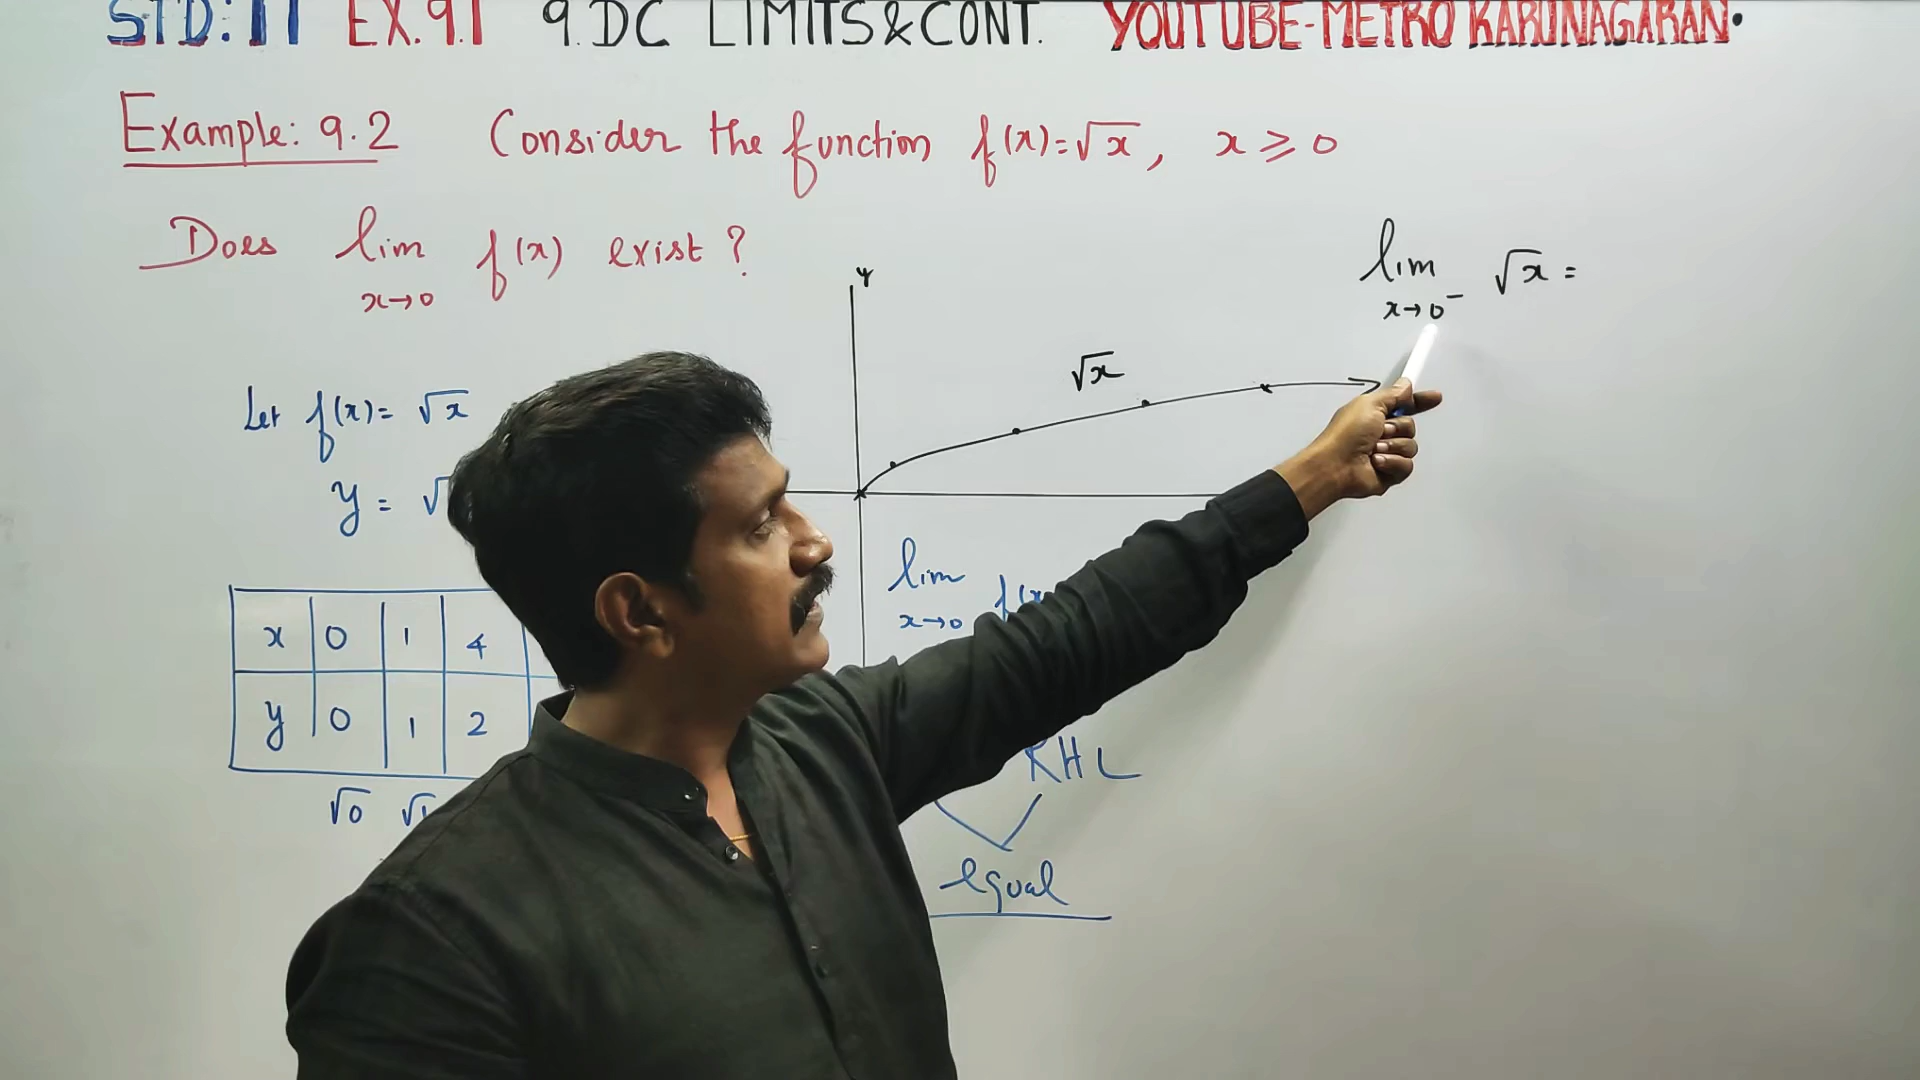 STD: 11 EX.9.1 9.DC LIMITS & CONT. YOUTUBE-METRO KARUNAGARAN.
Example: 9.2 Consider the function f(x)=√x, x ⩾ 0
Does lim x→0 f(x) exist?
lim x→0⁻ √x =
Y
√x
Let f(x) = √x
y = √
lim x→0 f(x
x 0 1 4
y 0 1 2
√0 √1
RHL
equal